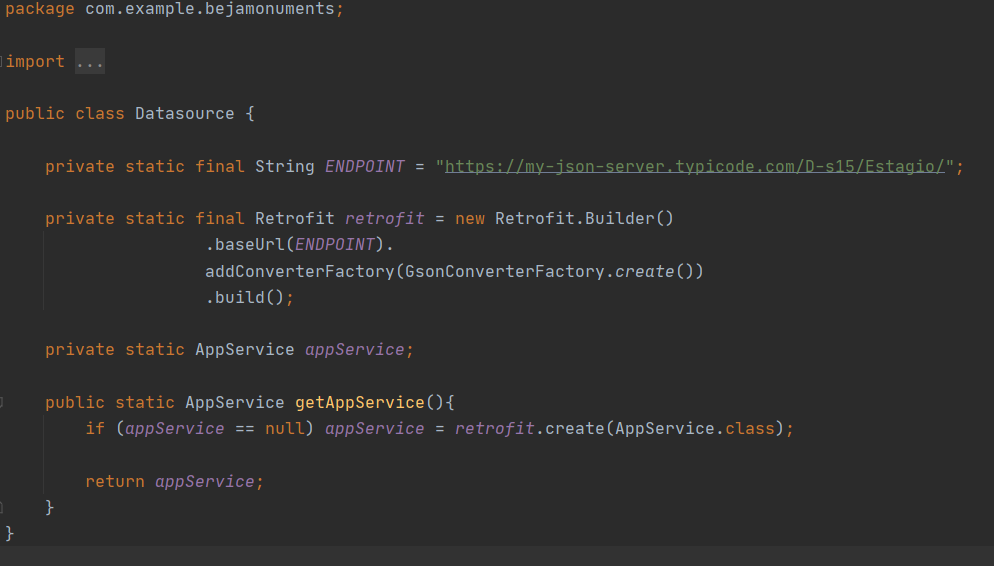 package com.example.bejamonuments;
import ...
public class Datasource {
private static final String ENDPOINT = "https://my-json-server.typicode.com/D-s15/Estagio/";
private static final Retrofit retrofit = new Retrofit.Builder()
.baseUrl(ENDPOINT).
addConverterFactory(GsonConverterFactory.create())
.build();
private static AppService appService;
public static AppService getAppService(){
if (appService == null) appService = retrofit.create(AppService.class);
return appService;
}
}